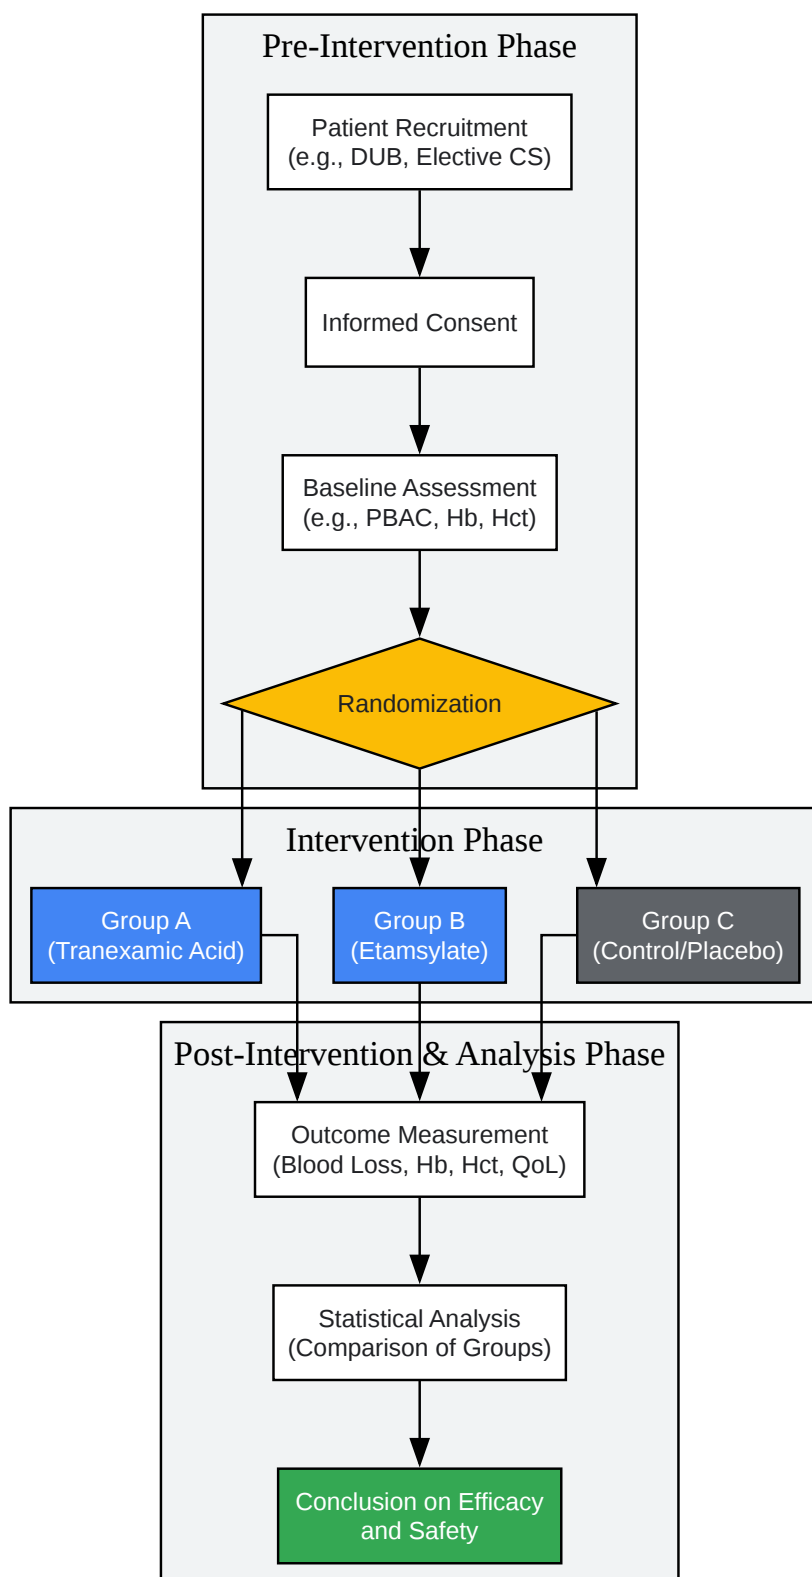 Pre-Intervention Phase
Patient Recruitment
(e.g., DUB, Elective CS)
Informed Consent
Baseline Assessment
(e.g., PBAC, Hb, Hct)
Randomization
Intervention Phase
Group A
(Tranexamic Acid)
Group B
(Etamsylate)
Group C
(Control/Placebo)
Post-Intervention & Analysis Phase
Outcome Measurement
(Blood Loss, Hb, Hct, QoL)
Statistical Analysis
(Comparison of Groups)
Conclusion on Efficacy
and Safety